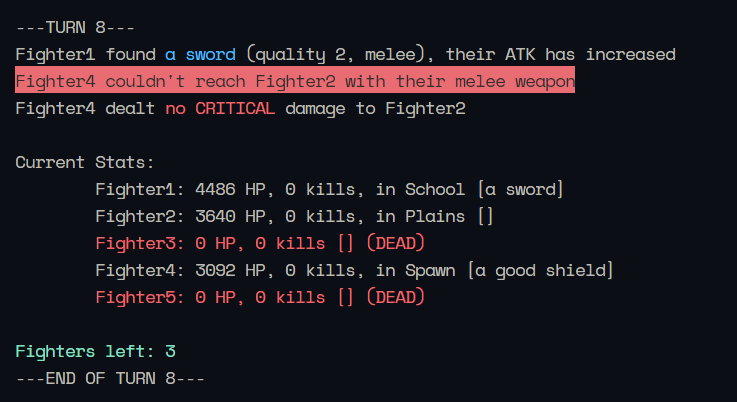 ---TURN 8---
Fighter1 found a sword (quality 2, melee), their ATK has increased
Fighter4 couldn't reach Fighter2 with their melee weapon
Fighter4 dealt no CRITICAL damage to Fighter2
Current Stats:
Fighter1: 4486 HP, 0 kills, in School [a sword]
Fighter2: 3640 HP, 0 kills, in Plains []
Fighter3: 0 HP, 0 kills [] (DEAD)
Fighter4: 3092 HP, 0 kills, in Spawn [a good shield]
Fighter5: 0 HP, 0 kills [] (DEAD)
Fighters left: 3
---END OF TURN 8---